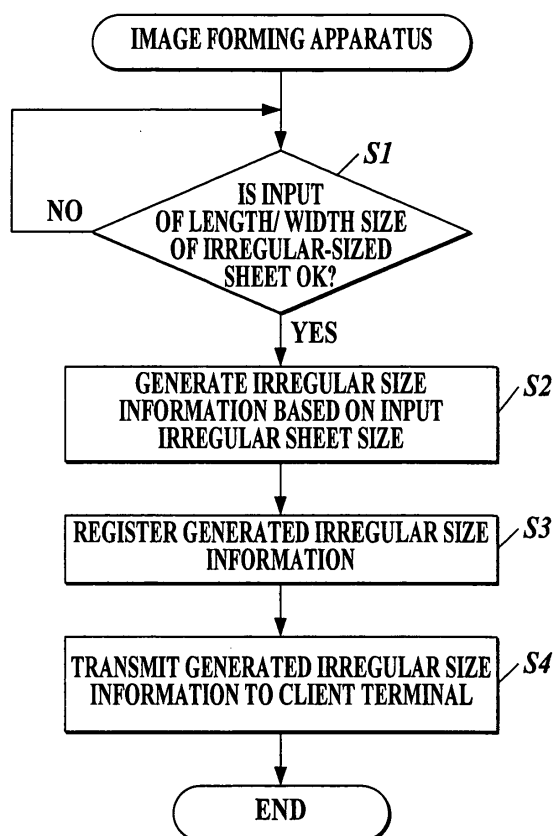 IMAGE FORMING APPARATUS
S1
IS INPUT
OF LENGTH/ WIDTH SIZE
OF IRREGULAR-SIZED
SHEET OK?
NO
YES
GENERATE IRREGULAR SIZE
INFORMATION BASED ON INPUT
IRREGULAR SHEET SIZE
S2
REGISTER GENERATED IRREGULAR SIZE
INFORMATION
S3
TRANSMIT GENERATED IRREGULAR SIZE
INFORMATION TO CLIENT TERMINAL
S4
END